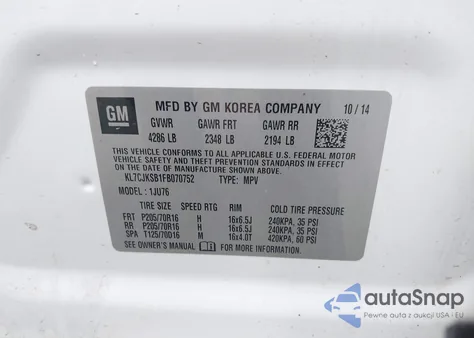 GM
MFD BY GM KOREA COMPANY 10/14
GVWR GAWR FRT GAWR RR
4286 LB 2348 LB 2194 LB
THIS VEHICLE CONFORMS TO ALL APPLICABLE U.S. FEDERAL MOTOR
VEHICLE SAFETY AND THEFT PREVENTION STANDARDS IN EFFECT ON
THE DATE OF MANUFACTURE SHOWN ABOVE.
KL7CJKSB1FB070752 TYPE: MPV
MODEL: 1JU76
TIRE SIZE SPEED RTG RIM COLD TIRE PRESSURE
FRT P205/70R16 H 16x6.5J 240KPA, 35 PSI
RR P205/70R16 H 16x6.5J 240KPA, 35 PSI
SPA T125/70D16 M 16x4.0T 420KPA, 60 PSI
SEE OWNER'S MANUAL FOR MORE INFORMATION.
autoSnap
Pewne auta z aukcji USA i EU